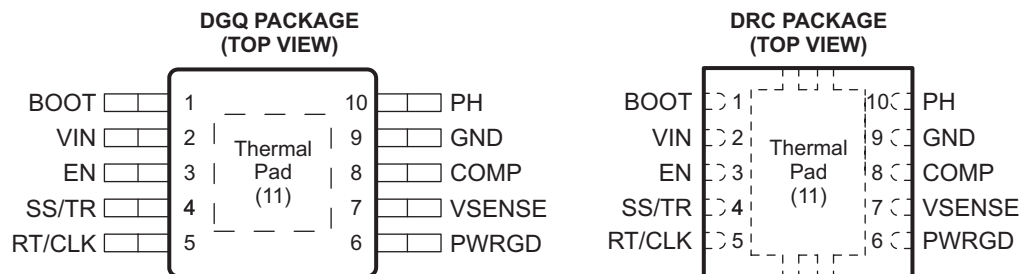 DGQ PACKAGE
(TOP VIEW)
BOOT 1 10 PH
VIN 2 9 GND
EN 3 8 COMP
SS/TR 4 7 VSENSE
RT/CLK 5 6 PWRGD
Thermal
Pad
(11)
DRC PACKAGE
(TOP VIEW)
BOOT 1 10 PH
VIN 2 9 GND
EN 3 8 COMP
SS/TR 4 7 VSENSE
RT/CLK 5 6 PWRGD
Thermal
Pad
(11)